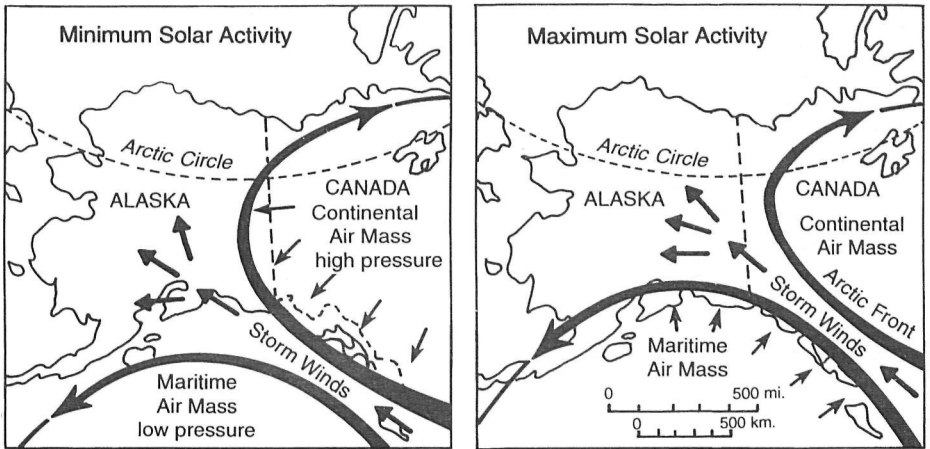 Minimum Solar Activity
Arctic Circle
ALASKA
CANADA
Continental
Air Mass
high pressure
Storm Winds
Maritime
Air Mass
low pressure
Maximum Solar Activity
Arctic Circle
ALASKA
CANADA
Continental
Air Mass
Arctic Front
Storm Winds
Maritime
Air Mass
0 500 mi.
0 500 km.